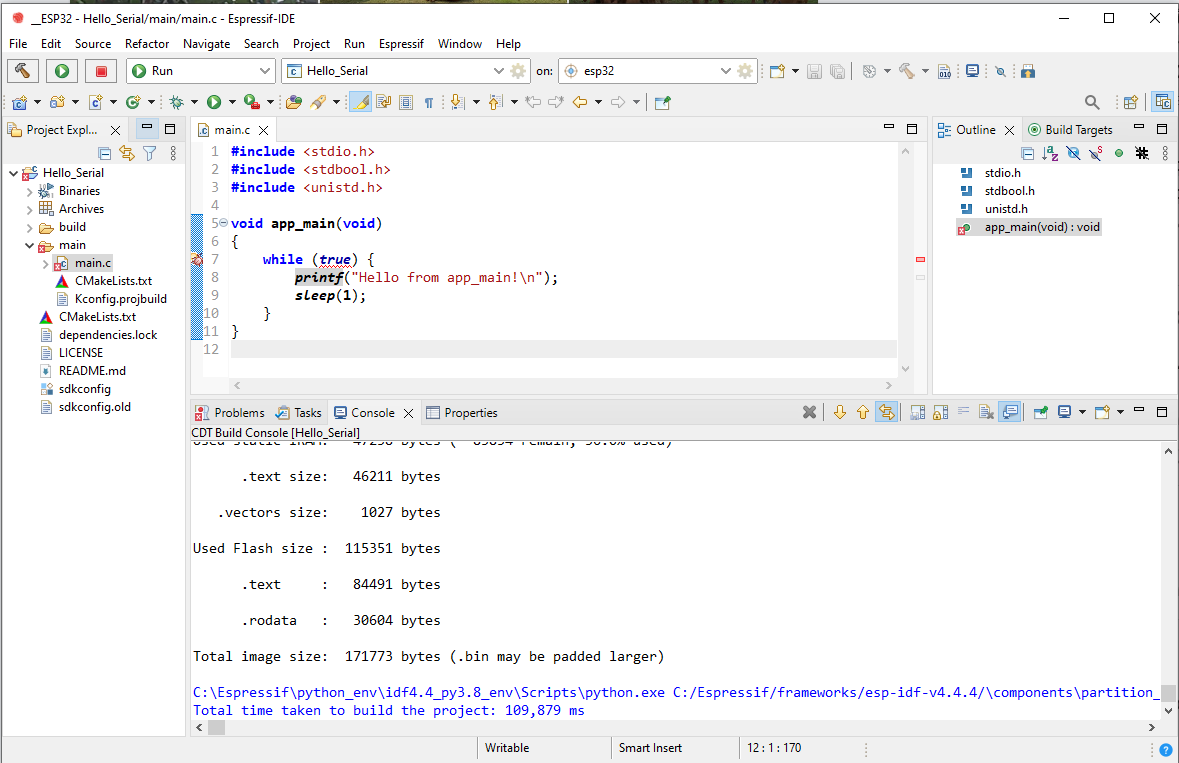 __ESP32 - Hello_Serial/main/main.c - Espressif-IDE
File Edit Source Refactor Navigate Search Project Run Espressif Window Help
Run Hello_Serial on: esp32
Project Expl...
Hello_Serial
Binaries
Archives
build
main
main.c
CMakeLists.txt
Kconfig.projbuild
CMakeLists.txt
dependencies.lock
LICENSE
README.md
sdkconfig
sdkconfig.old
main.c
1 #include <stdio.h>
2 #include <stdbool.h>
3 #include <unistd.h>
4
5 void app_main(void)
6 {
7 while (true) {
8 printf("Hello from app_main!\n");
9 sleep(1);
10 }
11 }
12
Outline Build Targets
stdio.h
stdbool.h
unistd.h
app_main(void) : void
Problems Tasks Console Properties
CDT Build Console [Hello_Serial]
.text size: 46211 bytes
.vectors size: 1027 bytes
Used Flash size : 115351 bytes
.text : 84491 bytes
.rodata : 30604 bytes
Total image size: 171773 bytes (.bin may be padded larger)
C:\Espressif\python_env\idf4.4_py3.8_env\Scripts\python.exe C:/Espressif/frameworks/esp-idf-v4.4.4/\components\partition_
Total time taken to build the project: 109,879 ms
Writable Smart Insert 12 : 1 : 170